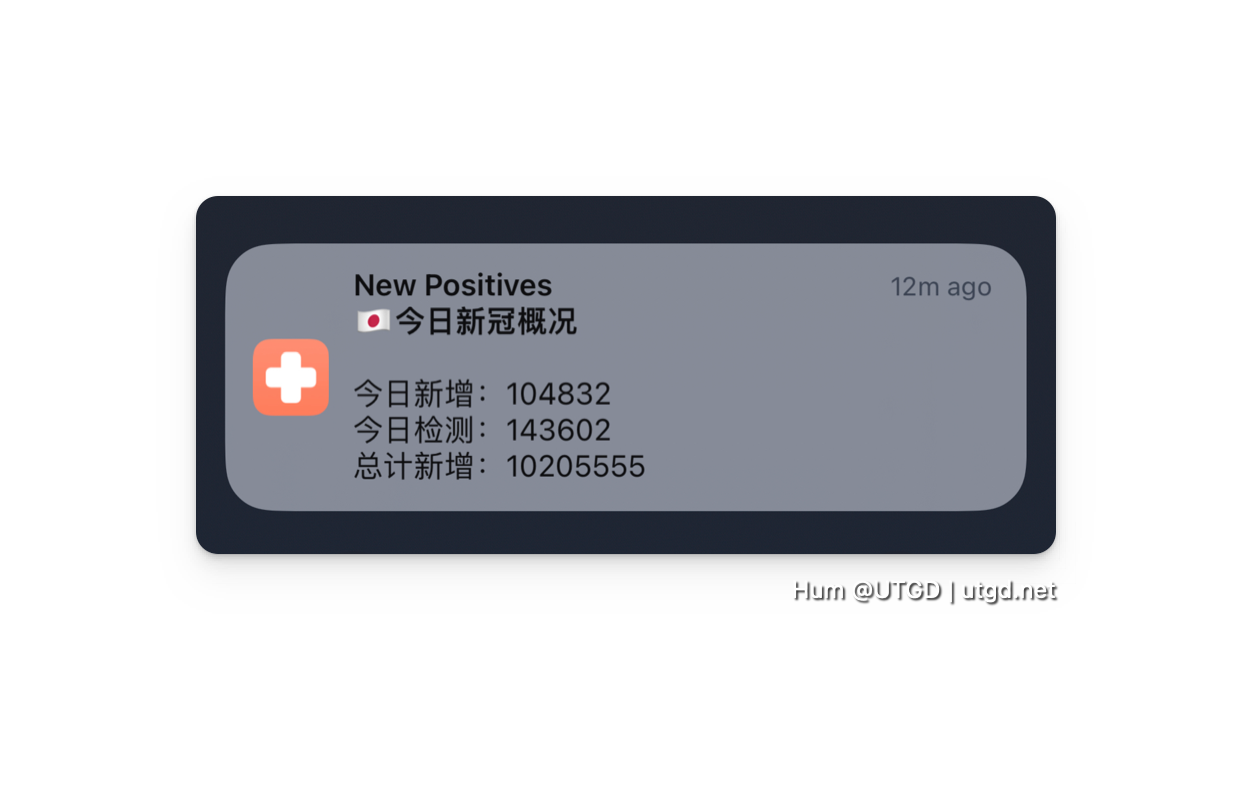 New Positives
12m ago
🇯🇵今日新冠概况
今日新增：104832
今日检测：143602
总计新增：10205555
Hum @UTGD | utgd.net